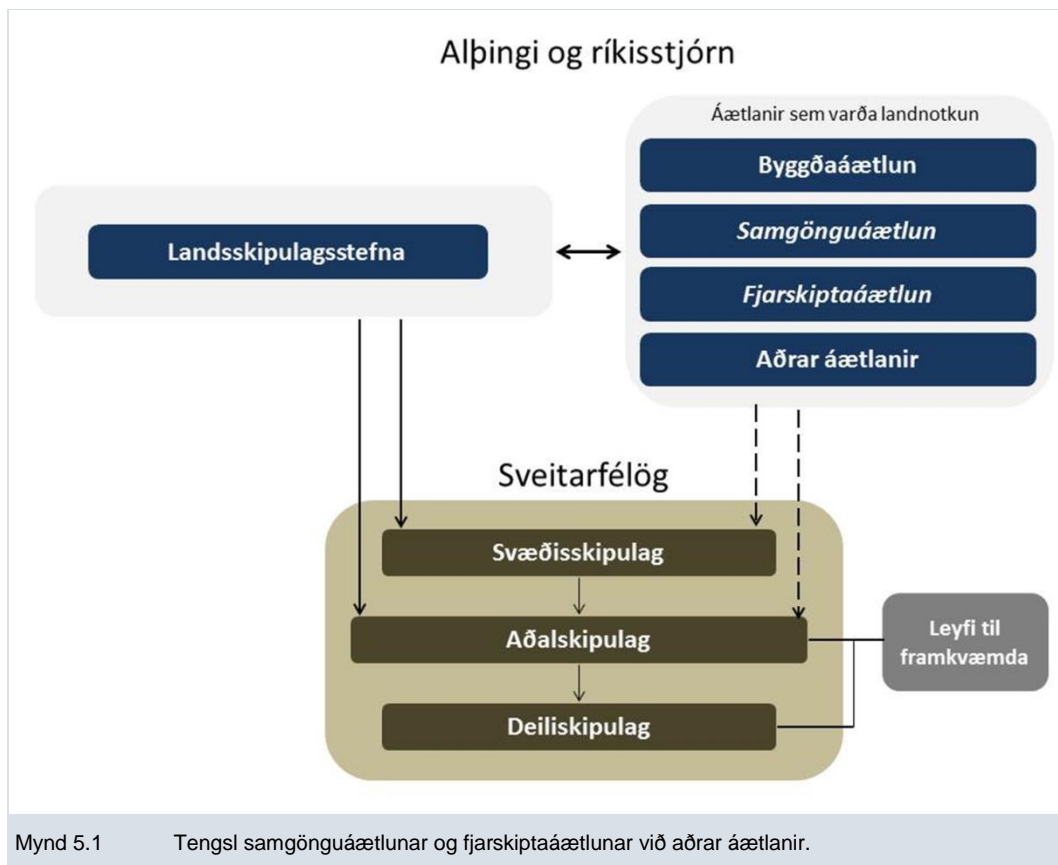 Alþingi og ríkisstjórn
Áætlanir sem varða landnotkun
Byggðaáætlun
Samgönguáætlun
Fjarskiptaáætlun
Aðrar áætlanir
Landsskipulagsstefna
Sveitarfélög
Svæðisskipulag
Aðalskipulag
Deiliskipulag
Leyfi til
framkvæmda
Mynd 5.1 Tengsl samgönguáætlunar og fjarskiptaáætlunar við aðrar áætlanir.